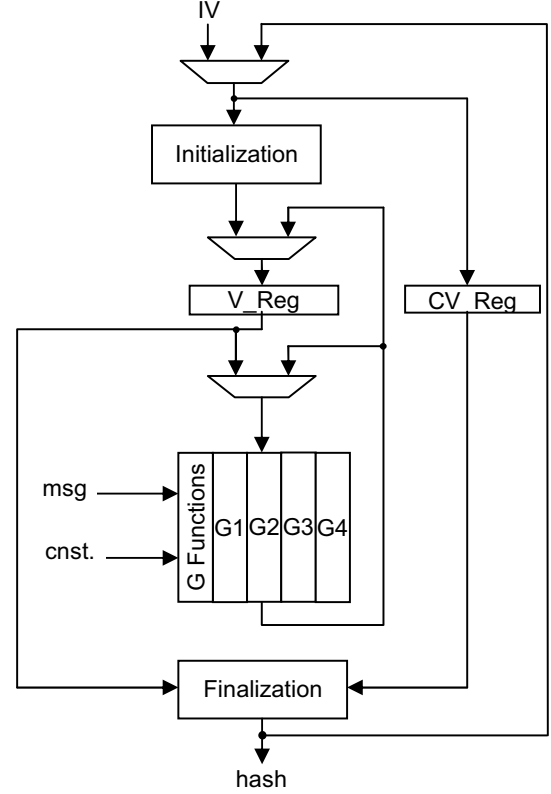 IV
Initialization
V_Reg
CV_Reg
msg
cnst.
G Functions
G1
G2
G3
G4
Finalization
hash